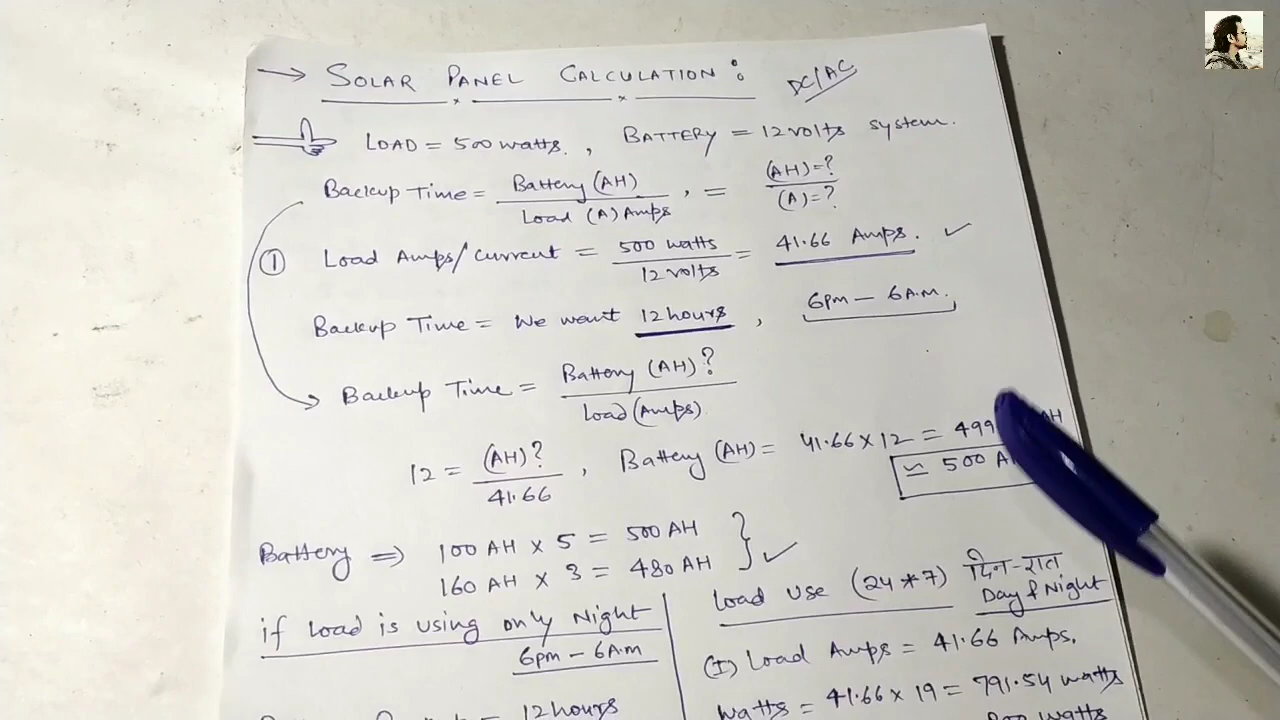 → SOLAR PANEL CALCULATION: DC/AC
LOAD = 500 watts. , BATTERY = 12 volts system.
Backup Time = Battery (AH) / Load (A) Amps , = (AH)=? / (A)=?
① Load Amps/Current = 500 watts / 12 volts = 41.66 Amps. ✓
Backup Time = We want 12 hours , 6pm – 6A.M.
Backup Time = Battery (AH)? / Load (Amps)
12 = (AH)? / 41.66 , Battery (AH) = 41.66 × 12 = 499 AH
≃ 500 A
Battery ⇒ 100 AH × 5 = 500 AH
160 AH × 3 = 480 AH } ✓
if Load is using only Night
6pm – 6A.M
12 hours
Load use (24*7) दिन-रात
Day & Night
(I) Load Amps = 41.66 Amps.
Watts = 41.66 × 19 = 791.54 watts
watts